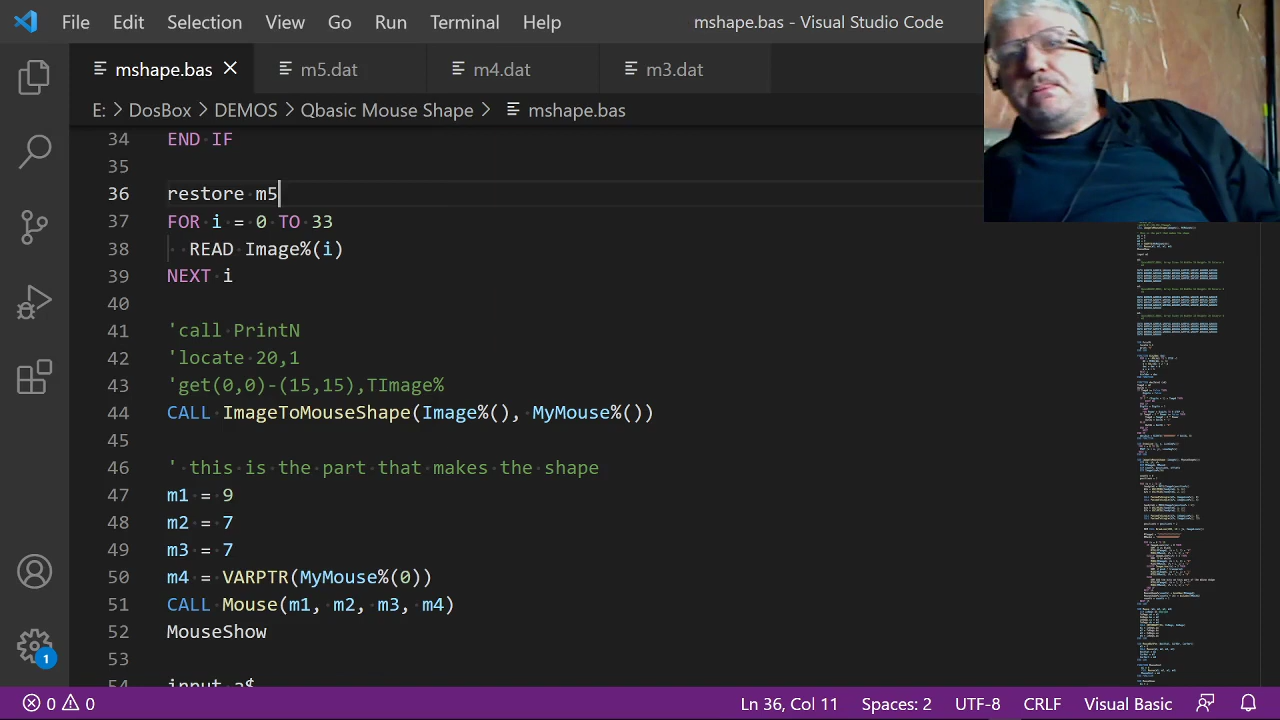 File Edit Selection View Go Run Terminal Help mshape.bas - Visual Studio Code
mshape.bas m5.dat m4.dat m3.dat
E: > DosBox > DEMOS > Qbasic Mouse Shape > mshape.bas
34 END IF
35
36 restore m5
37 FOR i = 0 TO 33
38 READ Image%(i)
39 NEXT i
40
41 'call PrintN
42 'locate 20,1
43 'get(0,0)-(15,15),TImage%
44 CALL ImageToMouseShape(Image%(), MyMouse%())
45
46 ' this is the part that makes the shape
47 m1 = 9
48 m2 = 7
49 m3 = 7
50 m4 = VARPTR(MyMouse%(0))
51 CALL Mouse(m1, m2, m3, m4)
52 MouseShow
53
54 input a$
0 0 Ln 36, Col 11 Spaces: 2 UTF-8 CRLF Visual Basic
1